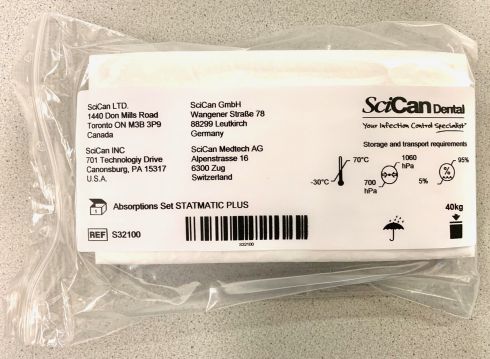 SciCan LTD.
1440 Don Mills Road
Toronto ON M3B 3P9
Canada
SciCan INC
701 Technologiy Drive
Canonsburg, PA 15317
U.S.A.
SciCan GmbH
Wangener Straße 78
88299 Leutkirch
Germany
SciCan Medtech AG
Alpenstrasse 16
6300 Zug
Switzerland
SciCan Dental
Your Infection Control Specialist™
Storage and transport requirements
-30°C 70°C
700 hPa 1060 hPa
5% % 95%
1 Absorptions Set STATMATIC PLUS
40kg
REF S32100
S32100